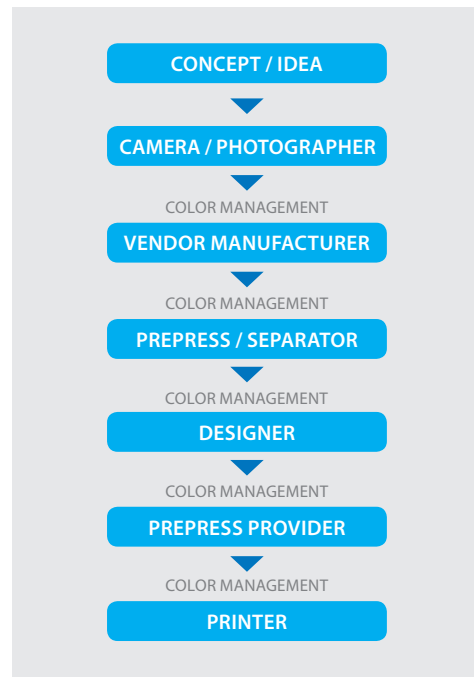 CONCEPT / IDEA
CAMERA / PHOTOGRAPHER
COLOR MANAGEMENT
VENDOR MANUFACTURER
COLOR MANAGEMENT
PREPRESS / SEPARATOR
COLOR MANAGEMENT
DESIGNER
COLOR MANAGEMENT
PREPRESS PROVIDER
COLOR MANAGEMENT
PRINTER